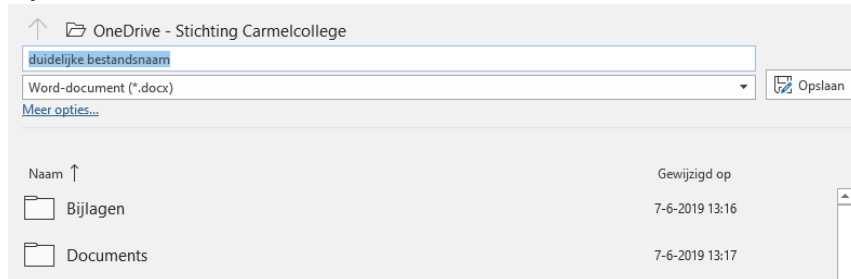 OneDrive - Stichting Carmelcollege
duidelijke bestandsnaam
Word-document (*.docx)
Opslaan
Meer opties...
Naam ↑
Gewijzigd op
Bijlagen
7-6-2019 13:16
Documents
7-6-2019 13:17